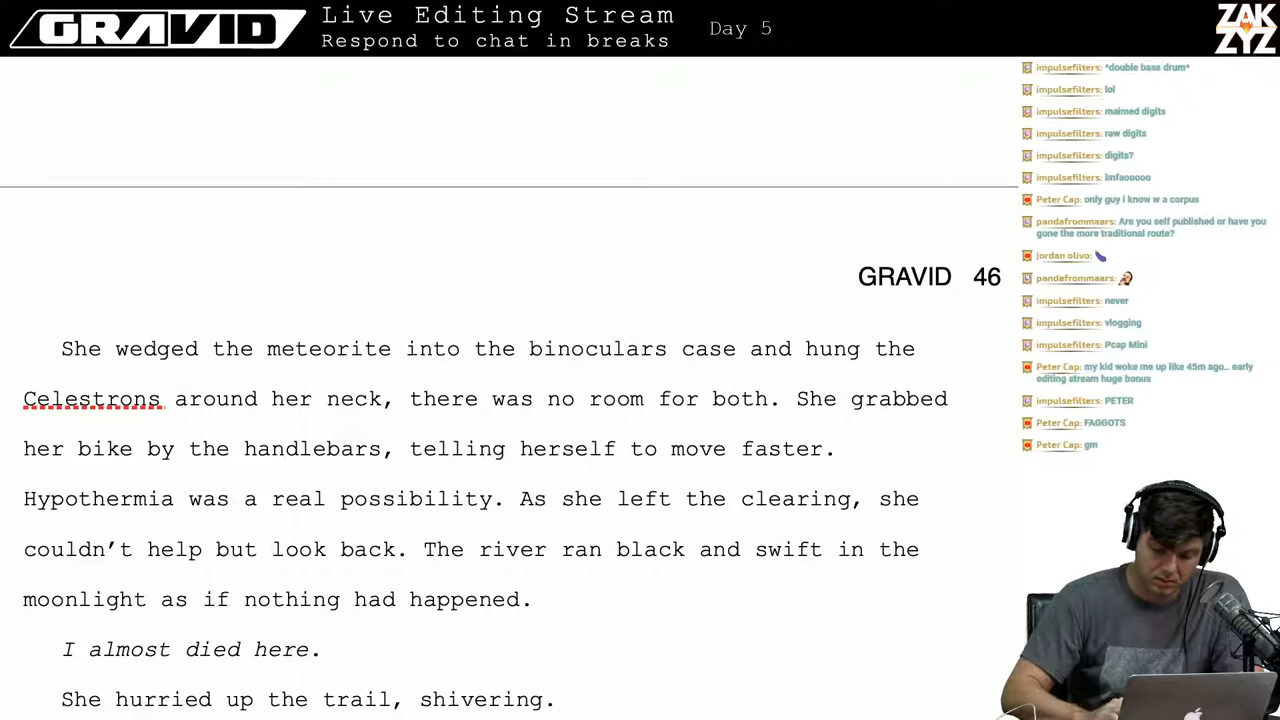 GRAVID
Live Editing Stream
Respond to chat in breaks
Day 5
ZAK
ZYZ
impulsefilters: *double bass drum*
impulsefilters: lol
impulsefilters: maimed digits
impulsefilters: raw digits
impulsefilters: digits?
impulsefilters: lmfaooooo
Peter Cap: only guy i know w a corpus
pandafrommaars: Are you self published or have you
gone the more traditional route?
jordan olivo:
pandafrommaars:
impulsefilters: naver
impulsefilters: vlogging
impulsefilters: Pcap Mini
Peter Cap: my kid woke me up like 45m ago.. early
editing stream huge bonus
impulsefilters: PETER
Peter Cap: FAGGOTS
Peter Cap: gm
GRAVID 46
She wedged the meteorite into the binoculars case and hung the
Celestrons around her neck, there was no room for both. She grabbed
her bike by the handlebars, telling herself to move faster.
Hypothermia was a real possibility. As she left the clearing, she
couldn't help but look back. The river ran black and swift in the
moonlight as if nothing had happened.
I almost died here.
She hurried up the trail, shivering.